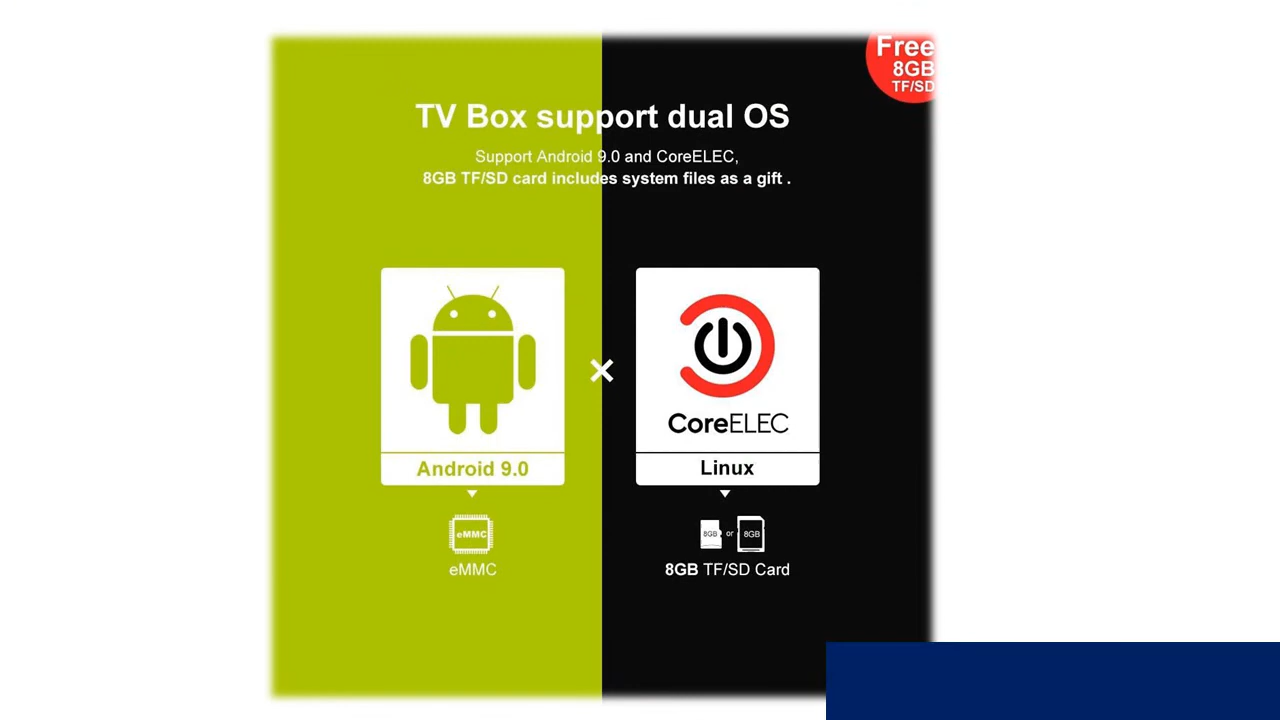 Free
8GB
TF/SD
TV Box support dual OS
Support Android 9.0 and CoreELEC,
8GB TF/SD card includes system files as a gift .
CoreELEC
Android 9.0
Linux
eMMC
8GB or 8GB
eMMC
8GB TF/SD Card